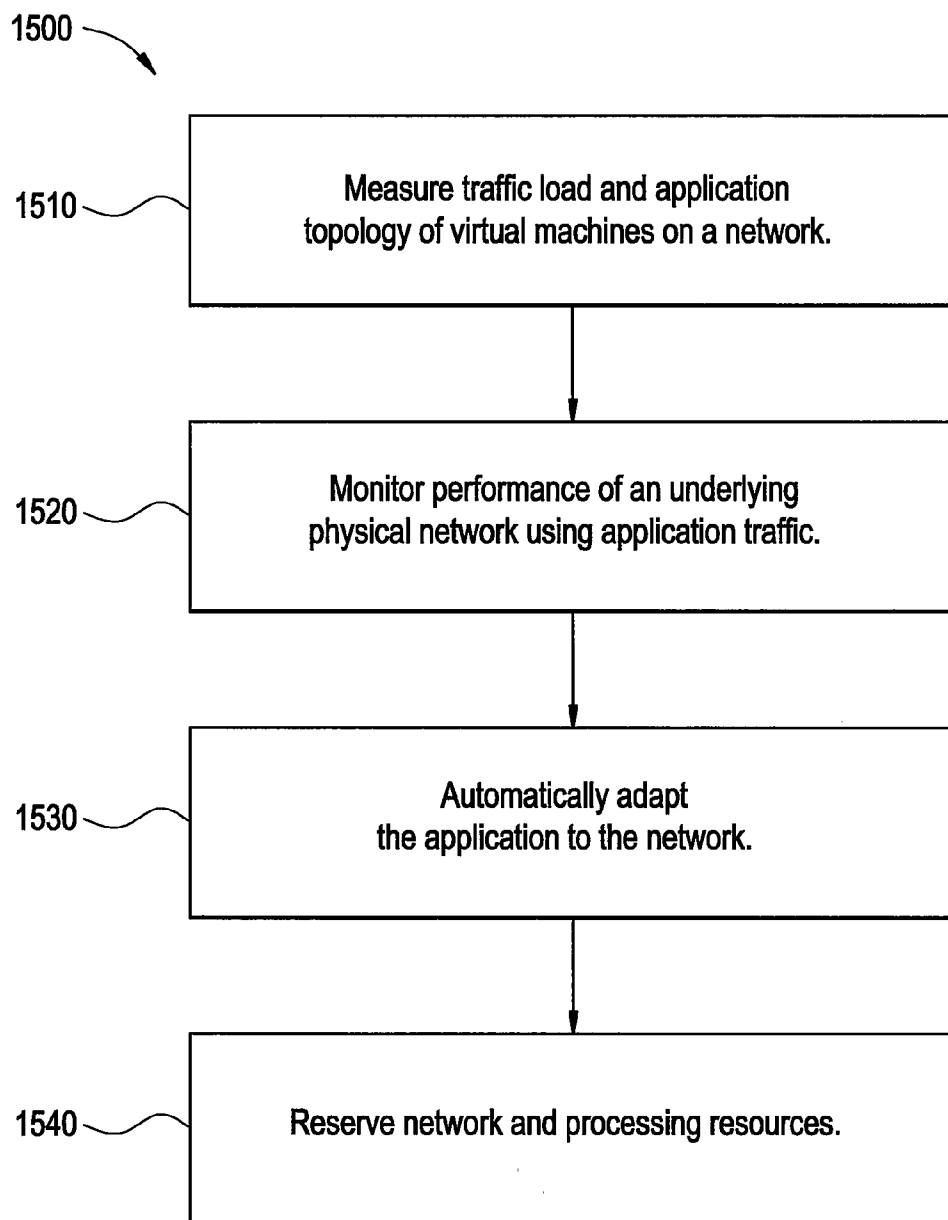 1500
1510
Measure traffic load and application
topology of virtual machines on a network.
1520
Monitor performance of an underlying
physical network using application traffic.
1530
Automatically adapt
the application to the network.
1540
Reserve network and processing resources.